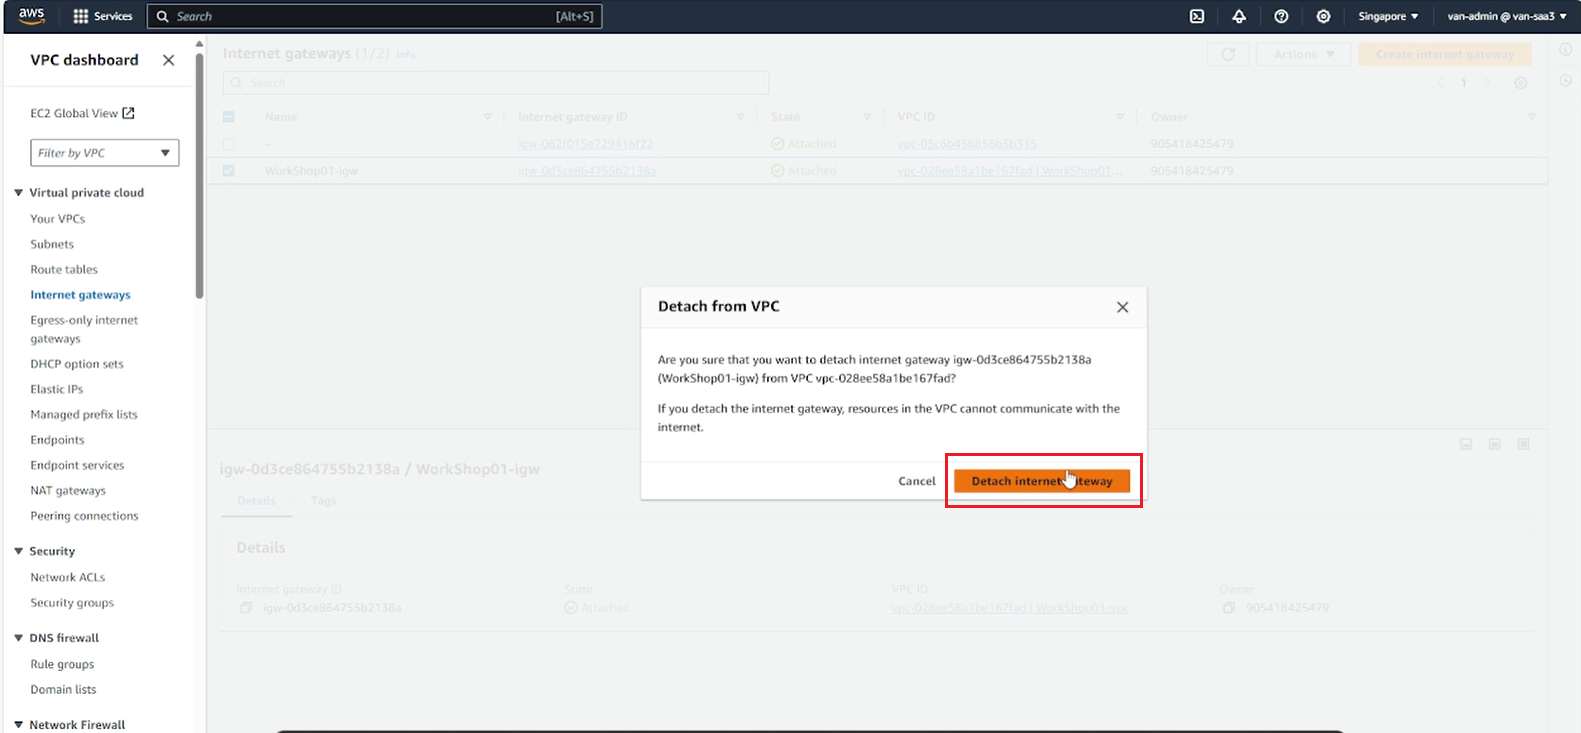 aws
Services
Search
[Alt+S]
Singapore
van-admin @ van-saa3
VPC dashboard
EC2 Global View
Filter by VPC
Virtual private cloud
Your VPCs
Subnets
Route tables
Internet gateways
Egress-only internet
gateways
DHCP option sets
Elastic IPs
Managed prefix lists
Endpoints
Endpoint services
NAT gateways
Peering connections
Security
Network ACLs
Security groups
DNS firewall
Rule groups
Domain lists
Network Firewall
Internet gateways (1/2) Info
Actions
Create internet gateway
Search
1
Name Internet gateway ID State VPC ID Owner
– igw-082f015e729416f22 Attached vpc-05c6b456858b5b315 905418425479
WorkShop01-igw igw-0d3ce864755b2138a Attached vpc-028ee58a1be167fad | WorkShop01... 905418425479
Detach from VPC
Are you sure that you want to detach internet gateway igw-0d3ce864755b2138a
(WorkShop01-igw) from VPC vpc-028ee58a1be167fad?
If you detach the internet gateway, resources in the VPC cannot communicate with the
internet.
Cancel
Detach internet teway
igw-0d3ce864755b2138a / WorkShop01-igw
Details
Tags
Details
Internet gateway ID
igw-0d3ce864755b2138a
State
Attached
VPC ID
vpc-028ee58a1be167fad | WorkShop01-vpc
Owner
905418425479